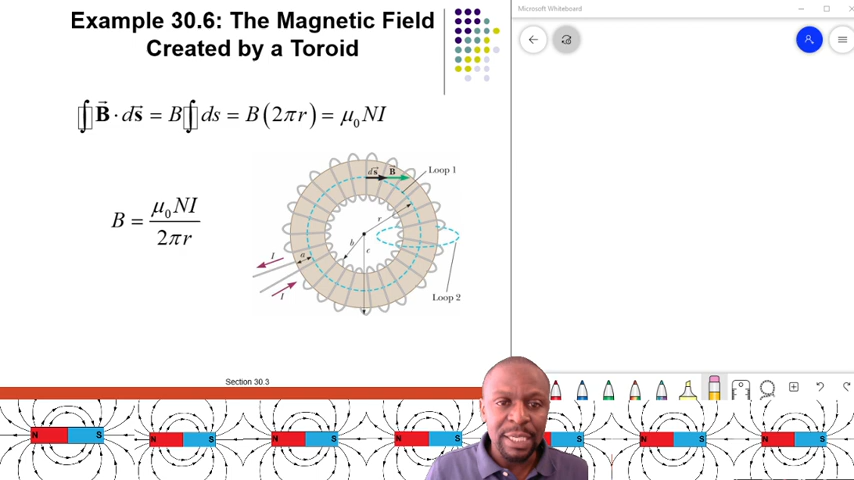 Example 30.6: The Magnetic Field
Created by a Toroid
∮ B⃗ · ds⃗ = B ∮ ds = B(2πr) = μ₀NI
B = μ₀NI / 2πr
ds⃗ B⃗
Loop 1
r
b
c
a
I
I
Loop 2
Section 30.3
Microsoft Whiteboard
N S
N S
N S
N S
S
N S
N S